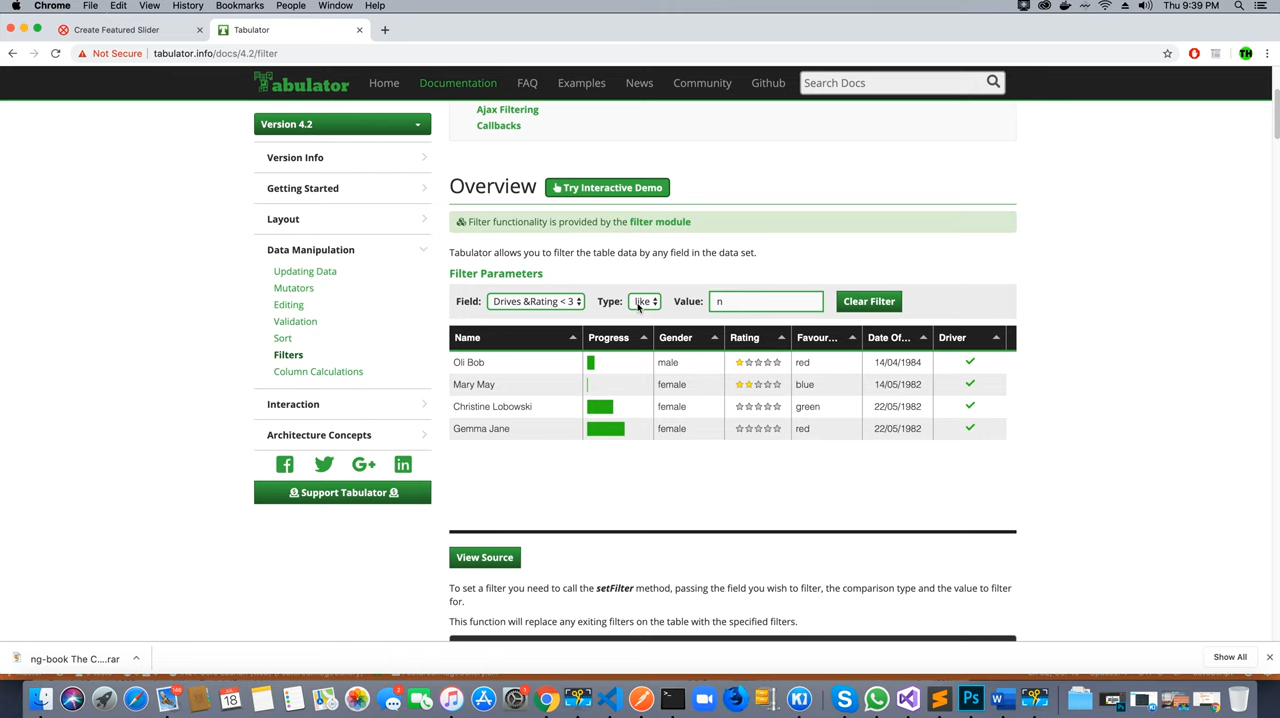 Chrome File Edit View History Bookmarks People Window Help
Thu 9:39 PM
Create Featured Slider
Tabulator
Not Secure tabulator.info/docs/4.2/filter
TH
Tabulator
Home Documentation FAQ Examples News Community Github Search Docs
Ajax Filtering
Callbacks
Version 4.2
Version Info
Getting Started
Layout
Data Manipulation
Updating Data
Mutators
Editing
Validation
Sort
Filters
Column Calculations
Interaction
Architecture Concepts
Support Tabulator
Overview Try Interactive Demo
Filter functionality is provided by the filter module
Tabulator allows you to filter the table data by any field in the data set.
Filter Parameters
Field: Drives &Rating < 3 Type: like Value: n Clear Filter
Name Progress Gender Rating Favour... Date Of... Driver
Oli Bob male red 14/04/1984
Mary May female blue 14/05/1982
Christine Lobowski female green 22/05/1982
Gemma Jane female red 22/05/1982
View Source
To set a filter you need to call the setFilter method, passing the field you wish to filter, the comparison type and the value to filter
for.
This function will replace any exiting filters on the table with the specified filters.
ng-book The C....rar
Show All